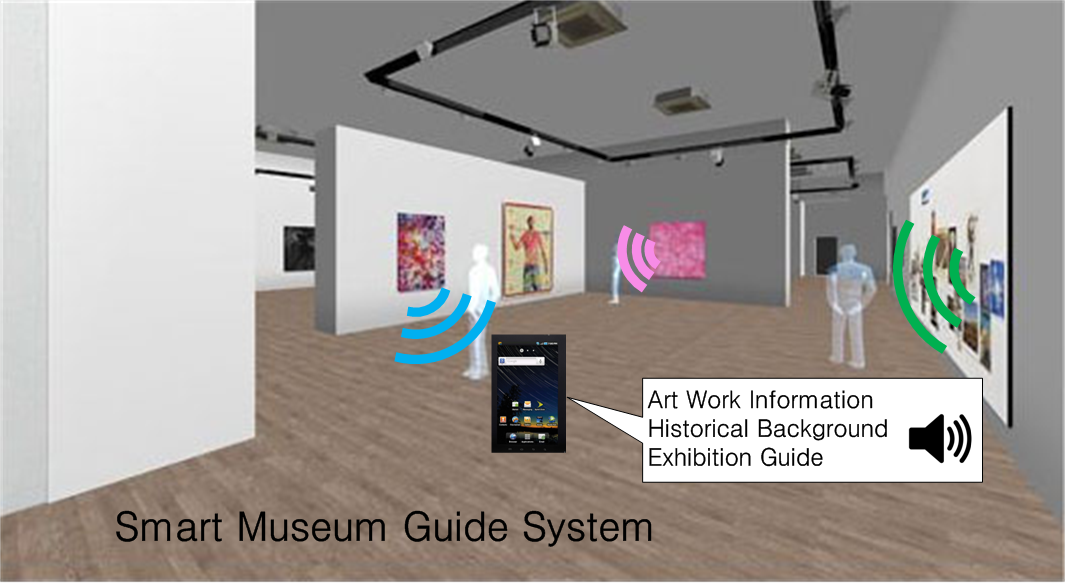 Art Work Information
Historical Background
Exhibition Guide
Smart Museum Guide System